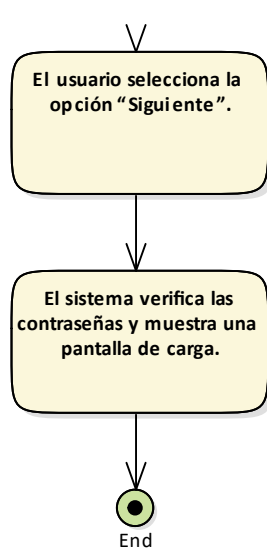 El usuario selecciona la
opción “Siguiente”.
El sistema verifica las
contraseñas y muestra una
pantalla de carga.
End